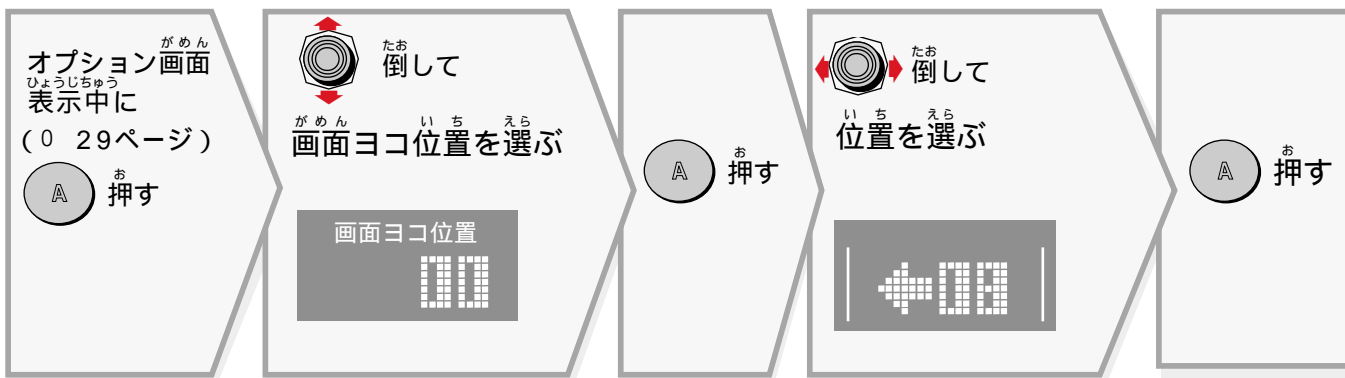 がめん
オプション画面
ひょうじちゅう
表示中に
(0 29ページ)
A
お
押す
たお
倒して
がめん いち えら
画面ヨコ位置を選ぶ
画面ヨコ位置
00
A
お
押す
たお
倒して
いち えら
位置を選ぶ
←08
A
お
押す